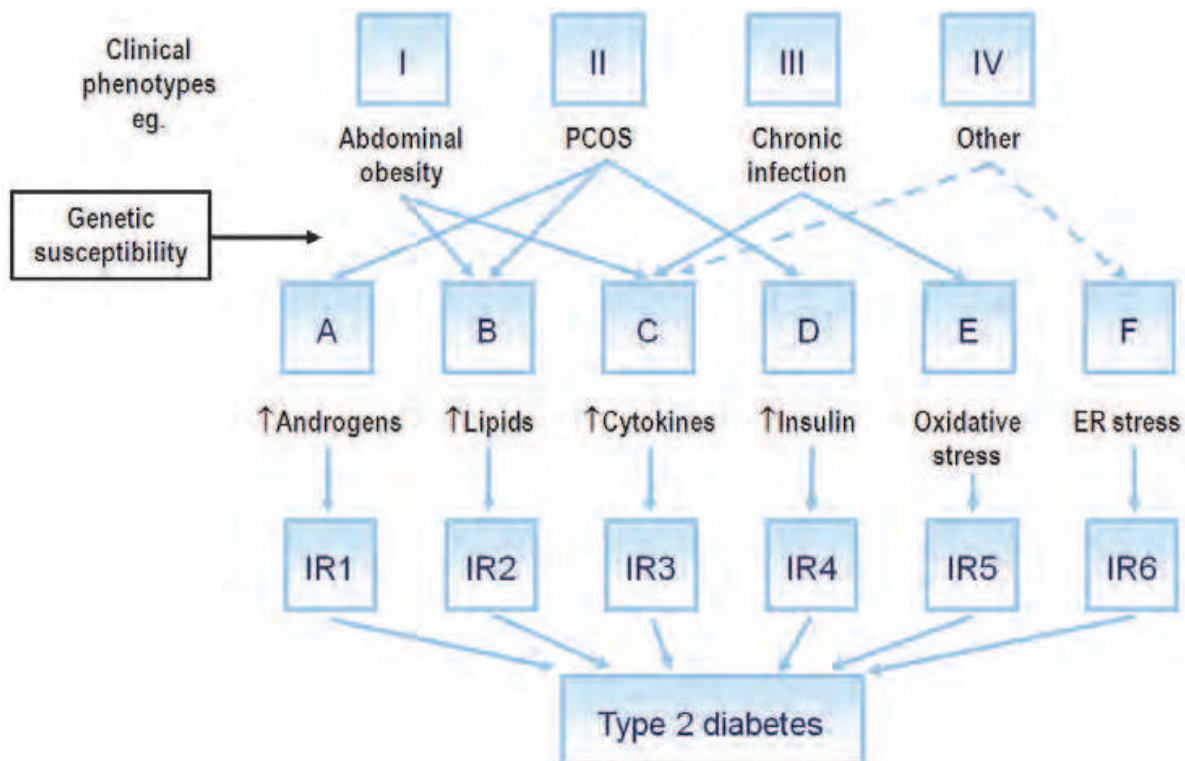 Clinical
phenotypes
eg.
I
II
III
IV
Abdominal
obesity
PCOS
Chronic
infection
Other
Genetic
susceptibility
A
B
C
D
E
F
↑Androgens
↑Lipids
↑Cytokines
↑Insulin
Oxidative
stress
ER stress
IR1
IR2
IR3
IR4
IR5
IR6
Type 2 diabetes